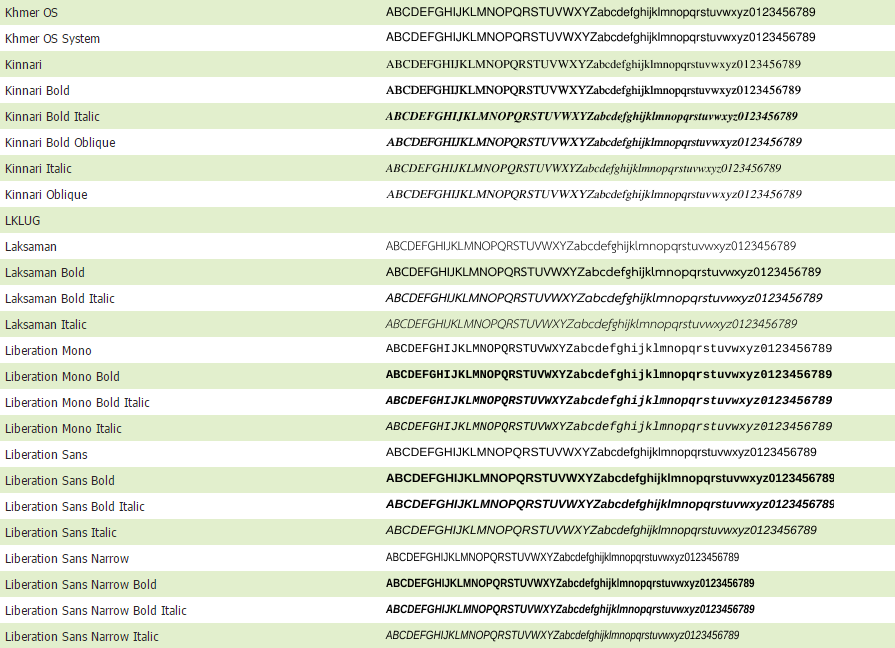 Khmer OS ABCDEFGHIJKLMNOPQRSTUVWXYZabcdefghijklmnopqrstuvwxyz0123456789
Khmer OS System ABCDEFGHIJKLMNOPQRSTUVWXYZabcdefghijklmnopqrstuvwxyz0123456789
Kinnari ABCDEFGHIJKLMNOPQRSTUVWXYZabcdefghijklmnopqrstuvwxyz0123456789
Kinnari Bold ABCDEFGHIJKLMNOPQRSTUVWXYZabcdefghijklmnopqrstuvwxyz0123456789
Kinnari Bold Italic ABCDEFGHIJKLMNOPQRSTUVWXYZabcdefghijklmnopqrstuvwxyz0123456789
Kinnari Bold Oblique ABCDEFGHIJKLMNOPQRSTUVWXYZabcdefghijklmnopqrstuvwxyz0123456789
Kinnari Italic ABCDEFGHIJKLMNOPQRSTUVWXYZabcdefghijklmnopqrstuvwxyz0123456789
Kinnari Oblique ABCDEFGHIJKLMNOPQRSTUVWXYZabcdefghijklmnopqrstuvwxyz0123456789
LKLUG
Laksaman ABCDEFGHIJKLMNOPQRSTUVWXYZabcdefghijklmnopqrstuvwxyz0123456789
Laksaman Bold ABCDEFGHIJKLMNOPQRSTUVWXYZabcdefghijklmnopqrstuvwxyz0123456789
Laksaman Bold Italic ABCDEFGHIJKLMNOPQRSTUVWXYZabcdefghijklmnopqrstuvwxyz0123456789
Laksaman Italic ABCDEFGHIJKLMNOPQRSTUVWXYZabcdefghijklmnopqrstuvwxyz0123456789
Liberation Mono ABCDEFGHIJKLMNOPQRSTUVWXYZabcdefghijklmnopqrstuvwxyz0123456789
Liberation Mono Bold ABCDEFGHIJKLMNOPQRSTUVWXYZabcdefghijklmnopqrstuvwxyz0123456789
Liberation Mono Bold Italic ABCDEFGHIJKLMNOPQRSTUVWXYZabcdefghijklmnopqrstuvwxyz0123456789
Liberation Mono Italic ABCDEFGHIJKLMNOPQRSTUVWXYZabcdefghijklmnopqrstuvwxyz0123456789
Liberation Sans ABCDEFGHIJKLMNOPQRSTUVWXYZabcdefghijklmnopqrstuvwxyz0123456789
Liberation Sans Bold ABCDEFGHIJKLMNOPQRSTUVWXYZabcdefghijklmnopqrstuvwxyz0123456789
Liberation Sans Bold Italic ABCDEFGHIJKLMNOPQRSTUVWXYZabcdefghijklmnopqrstuvwxyz0123456789
Liberation Sans Italic ABCDEFGHIJKLMNOPQRSTUVWXYZabcdefghijklmnopqrstuvwxyz0123456789
Liberation Sans Narrow ABCDEFGHIJKLMNOPQRSTUVWXYZabcdefghijklmnopqrstuvwxyz0123456789
Liberation Sans Narrow Bold ABCDEFGHIJKLMNOPQRSTUVWXYZabcdefghijklmnopqrstuvwxyz0123456789
Liberation Sans Narrow Bold Italic ABCDEFGHIJKLMNOPQRSTUVWXYZabcdefghijklmnopqrstuvwxyz0123456789
Liberation Sans Narrow Italic ABCDEFGHIJKLMNOPQRSTUVWXYZabcdefghijklmnopqrstuvwxyz0123456789